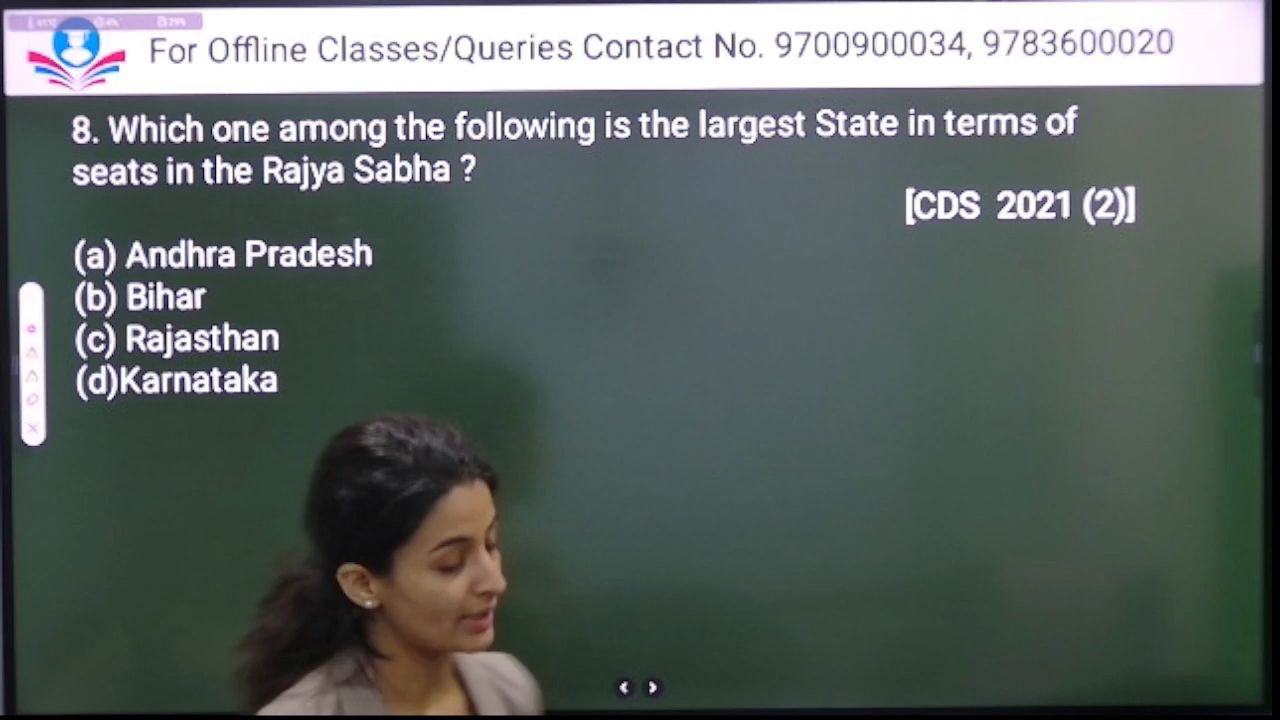 For Offline Classes/Queries Contact No. 9700900034, 9783600020
8. Which one among the following is the largest State in terms of
seats in the Rajya Sabha ?
[CDS 2021 (2)]
(a) Andhra Pradesh
(b) Bihar
(c) Rajasthan
(d)Karnataka